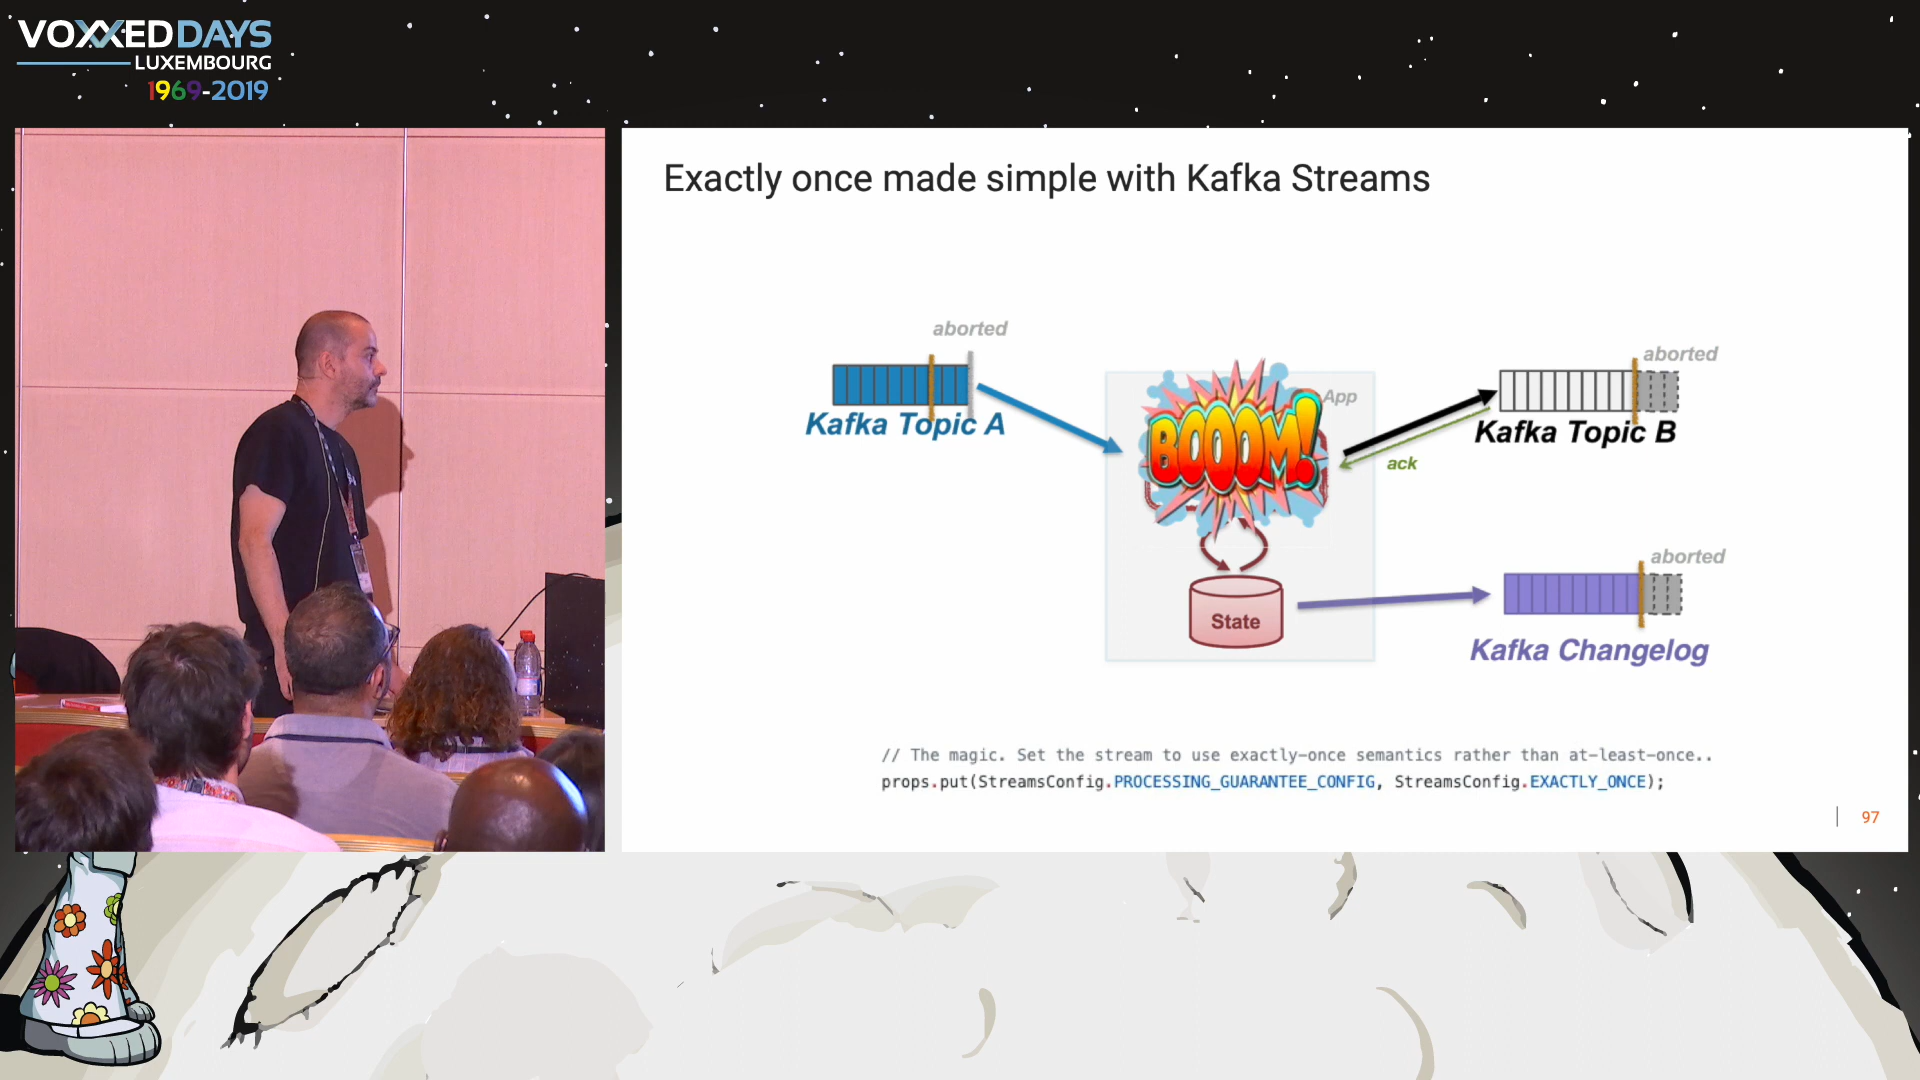 VOXXEDDAYS
LUXEMBOURG
1969-2019
Exactly once made simple with Kafka Streams
aborted
Kafka Topic A
App
BOOOM!
State
ack
aborted
Kafka Topic B
aborted
Kafka Changelog
// The magic. Set the stream to use exactly-once semantics rather than at-least-once..
props.put(StreamsConfig.PROCESSING_GUARANTEE_CONFIG, StreamsConfig.EXACTLY_ONCE);
97